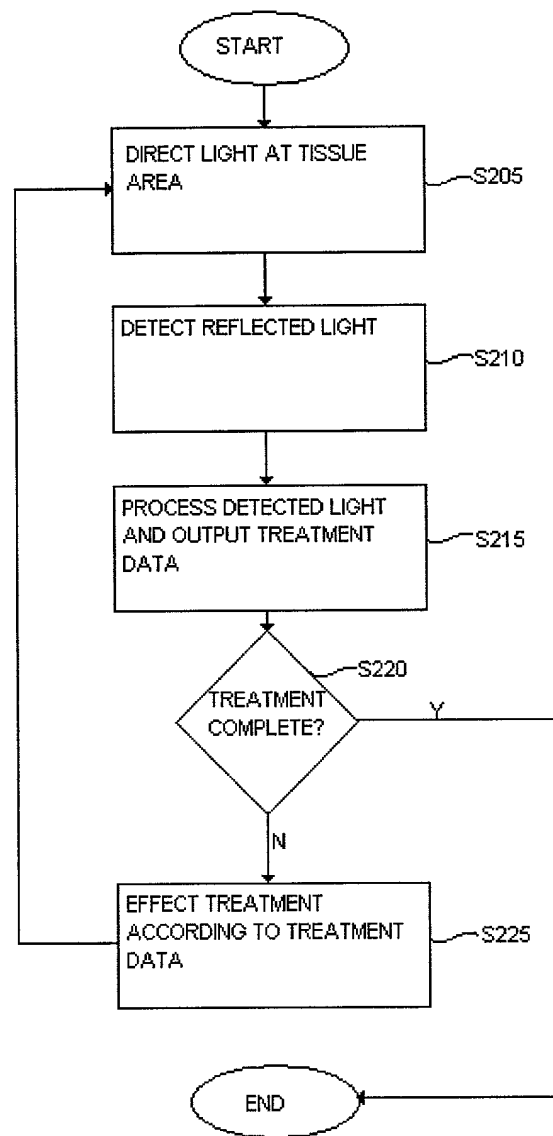 START
DIRECT LIGHT AT TISSUE
AREA
S205
DETECT REFLECTED LIGHT
S210
PROCESS DETECTED LIGHT
AND OUTPUT TREATMENT
DATA
S215
S220
TREATMENT
COMPLETE?
Y
N
EFFECT TREATMENT
ACCORDING TO TREATMENT
DATA
S225
END